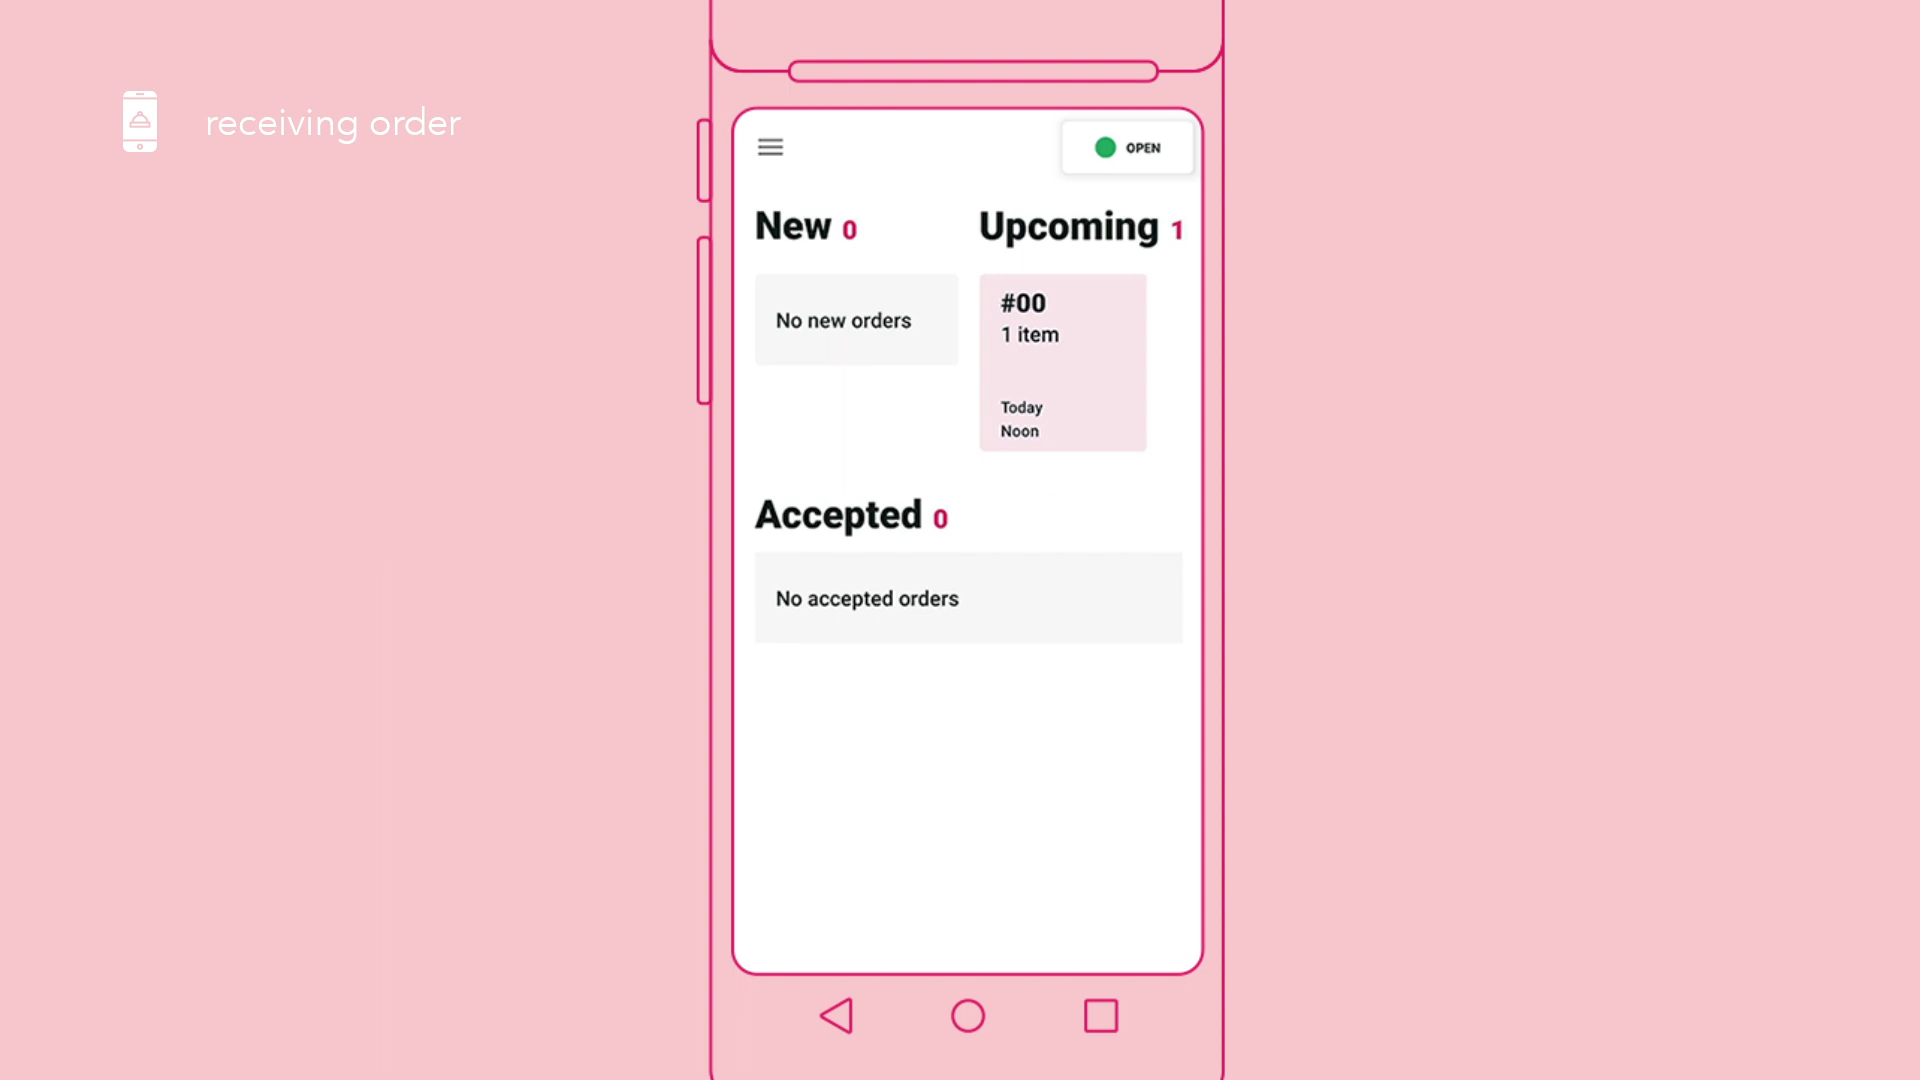 receiving order
OPEN
New 0
Upcoming 1
No new orders
#00
1 item
Today
Noon
Accepted 0
No accepted orders